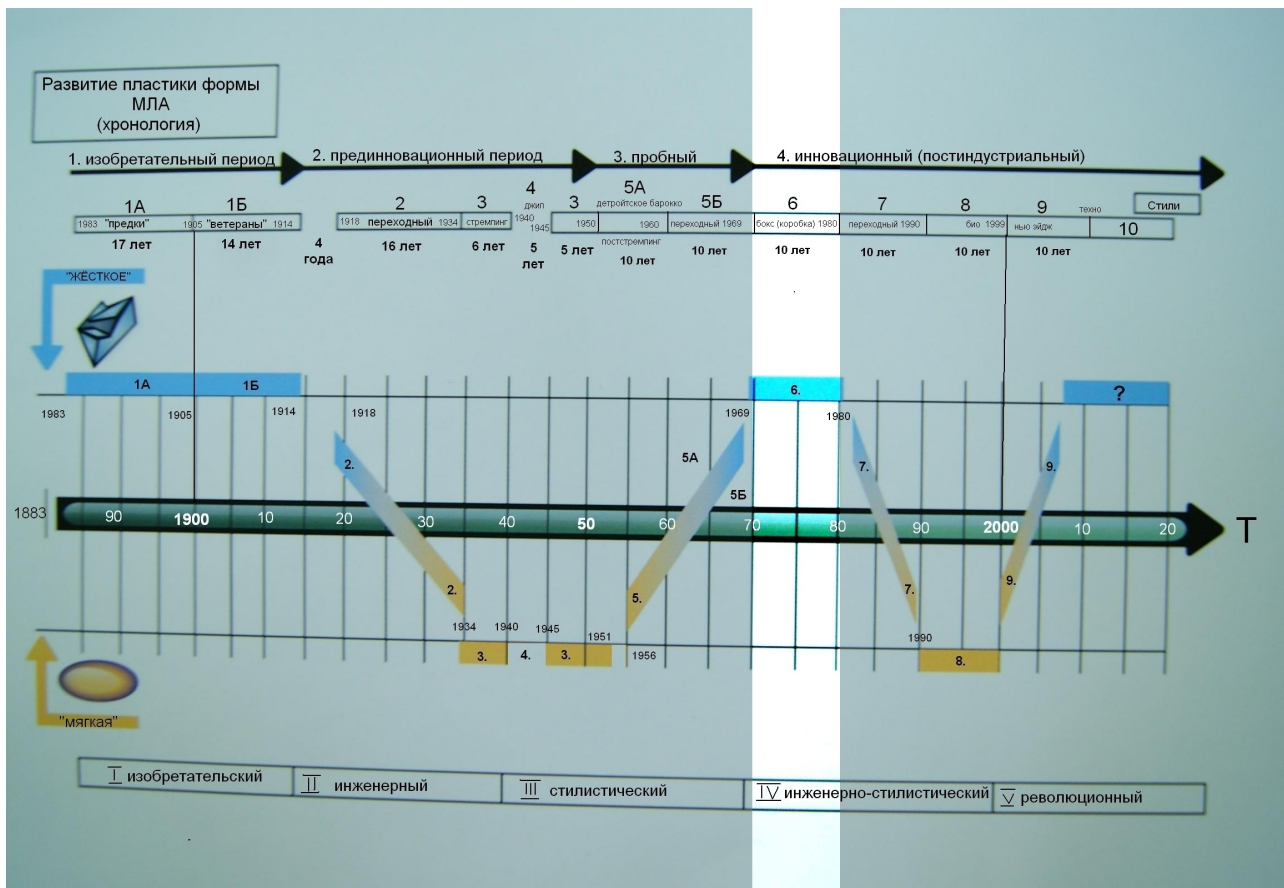 Развитие пластики формы
МЛА
(хронология)
1. изобретательный период
2. прединновационный период
3. пробный
4. инновационный (постиндустриальный)
1А 1Б 2 3 4 5А 5Б 6 7 8 9
джип
детройтское барокко
техно
Стили
1983 "предки" 1905 "ветераны" 1914
1918 переходный 1934 стремлинг
1940
1945
3 1950 1960 переходный 1969 бокс (коробка) 1980 переходный 1990 био 1999 нью эйдж 10
постстремлинг
17 лет 14 лет 4
года
16 лет 6 лет 5
лет
5 лет 10 лет 10 лет 10 лет 10 лет 10 лет 10 лет
"ЖЁСТКОЕ"
1А 1Б 6. ?
1983 1905 1914 1918 1969 1980
2. 5А 7. 9.
5Б
1883 90 1900 10 20 30 40 50 60 70 80 90 2000 10 20 Т
2. 5. 7. 9.
1934 1940 1945 1951 1990
3. 4. 3. 1956 8.
"мягкая"
I изобретательский
II инженерный
III стилистический
IV инженерно-стилистический
V революционный